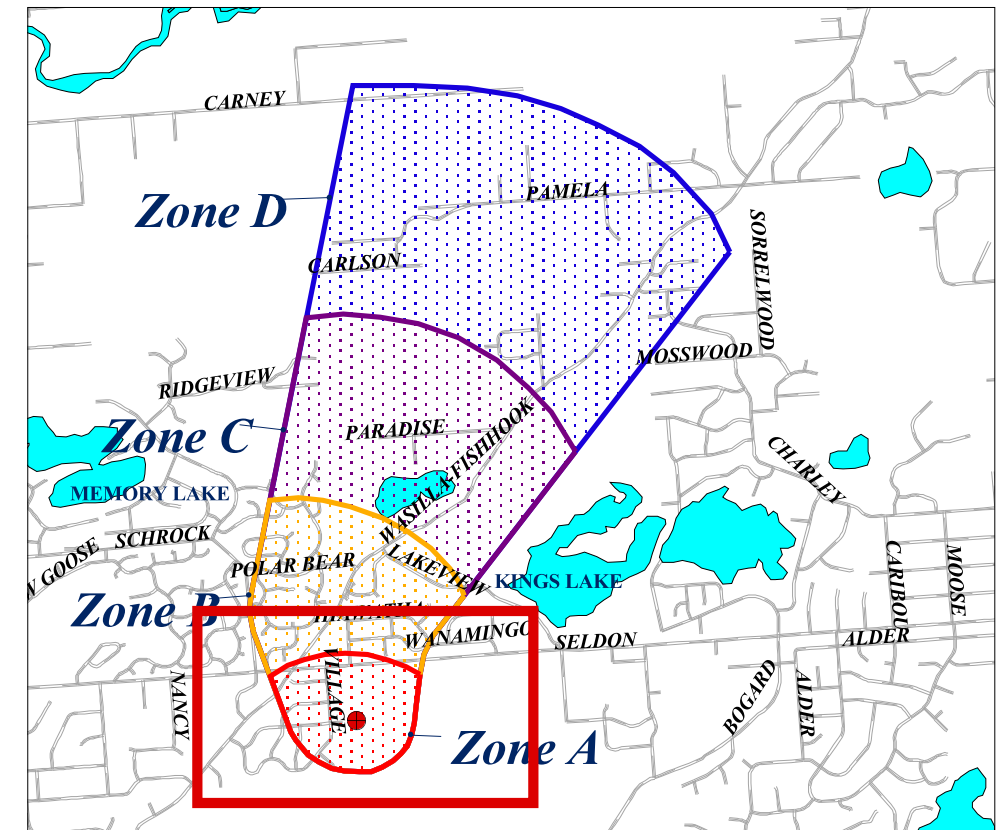 CARNEY
PAMELA
Zone D
SORRELWOOD
CARLSON
MOSSWOOD
RIDGEVIEW
PARADISE
Zone C
WASILLA-FISHHOOK
CHARLEY
MEMORY LAKE
SCHROCK
W GOOSE
POLAR BEAR
LAKEVIEW
KINGS LAKE
CARIBOU
MOOSE
Zone B
HIAWATHA
WANAMINGO
SELDON
ALDER
VILLAGE
NANCY
BOGARD
ALDER
Zone A